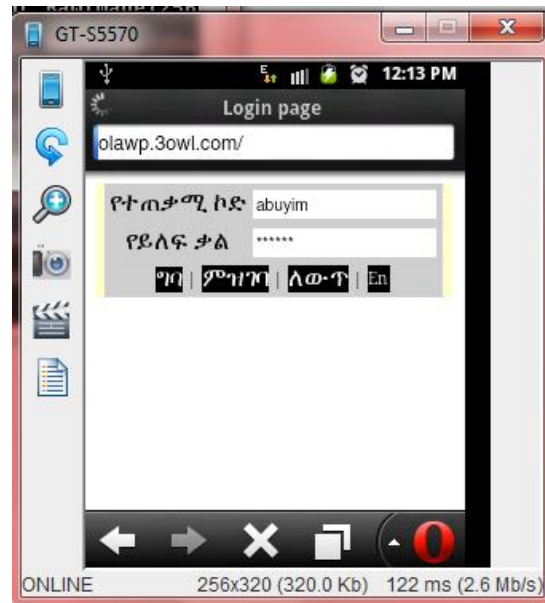 GT-S5570
12:13 PM
Login page
olawp.3owl.com/
የተጠቃሚ ኮድ abuyim
የይለፍ ቃል ******
ግባ | ምዝገባ | ለውጥ | En
ONLINE 256x320 (320.0 Kb) 122 ms (2.6 Mb/s)